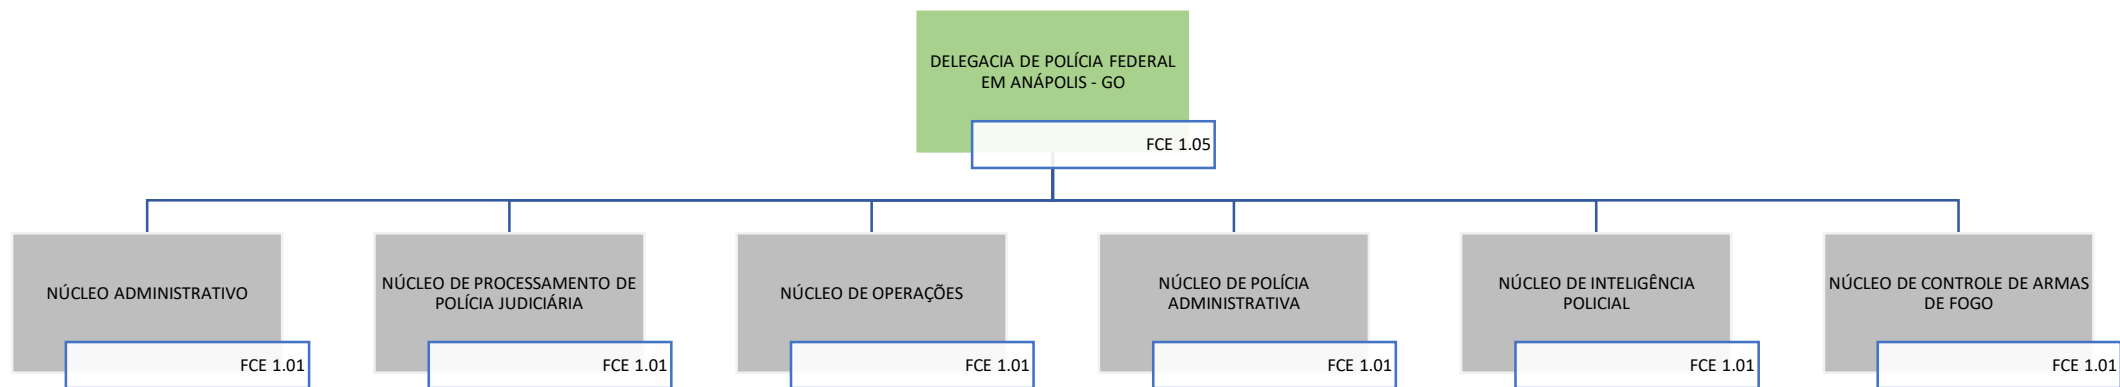 DELEGACIA DE POLÍCIA FEDERAL
EM ANÁPOLIS - GO
FCE 1.05
NÚCLEO ADMINISTRATIVO
FCE 1.01
NÚCLEO DE PROCESSAMENTO DE
POLÍCIA JUDICIÁRIA
FCE 1.01
NÚCLEO DE OPERAÇÕES
FCE 1.01
NÚCLEO DE POLÍCIA
ADMINISTRATIVA
FCE 1.01
NÚCLEO DE INTELIGÊNCIA
POLICIAL
FCE 1.01
NÚCLEO DE CONTROLE DE ARMAS
DE FOGO
FCE 1.01